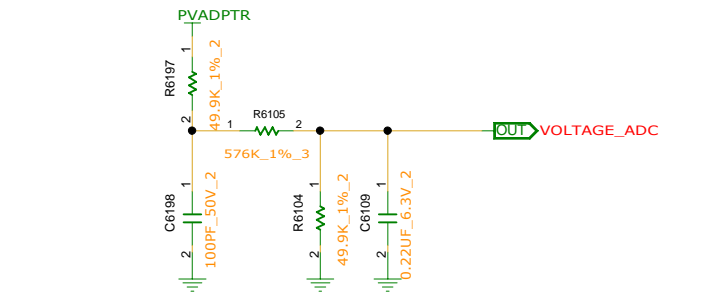 PVADPTR
1
R6197
49.9K_1%_2
2
R6105
1
2
576K_1%_3
OUT
VOLTAGE_ADC
1
C6198
100PF_50V_2
2
1
R6104
49.9K_1%_2
2
1
C6109
0.22UF_6.3V_2
2